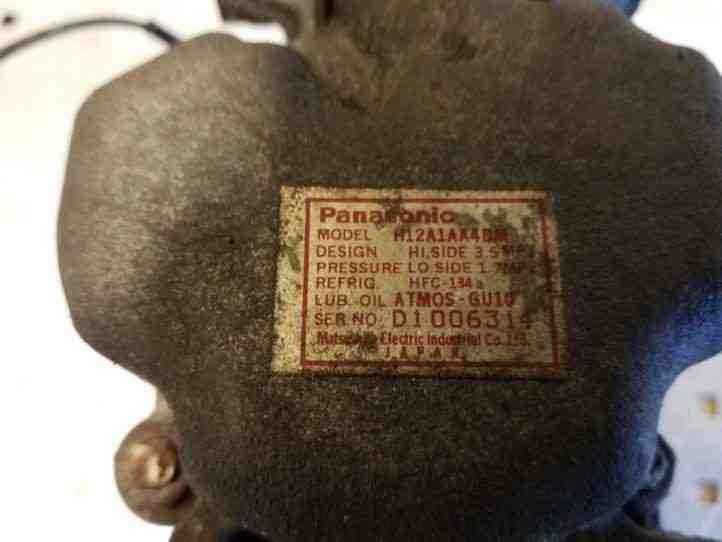 Panasonic
MODEL H12A1AA4DM
DESIGN HI.SIDE 3.5MPa
PRESSURE LO SIDE 1.7MPa
REFRIG. HFC-134a
LUB. OIL ATMOS-GU10
SER.NO. D1006314
Matsushita Electric Industrial Co.,Ltd.
JAPAN